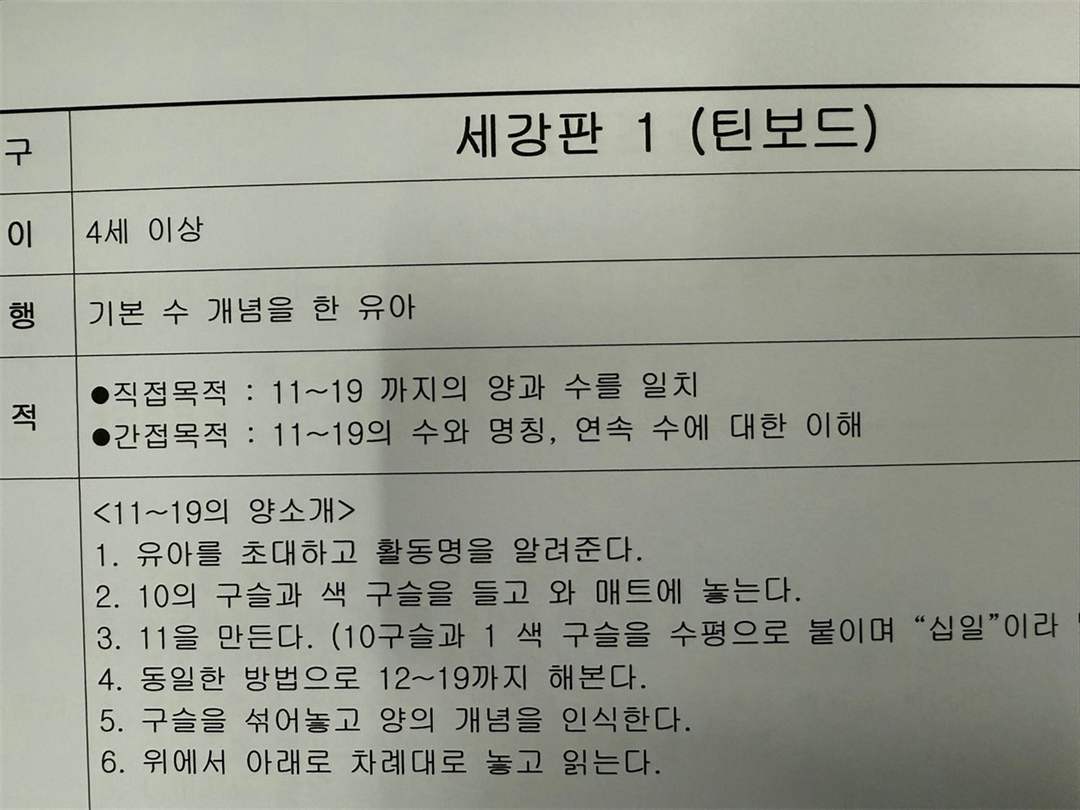 구 세강판 1 (틴보드)
이 4세 이상
행 기본 수 개념을 한 유아
적 ●직접목적 : 11~19 까지의 양과 수를 일치
●간접목적 : 11~19의 수와 명칭, 연속 수에 대한 이해
<11~19의 양소개>
1. 유아를 초대하고 활동명을 알려준다.
2. 10의 구슬과 색 구슬을 들고 와 매트에 놓는다.
3. 11을 만든다. (10구슬과 1 색 구슬을 수평으로 붙이며 “십일”이라
4. 동일한 방법으로 12~19까지 해본다.
5. 구슬을 섞어놓고 양의 개념을 인식한다.
6. 위에서 아래로 차례대로 놓고 읽는다.